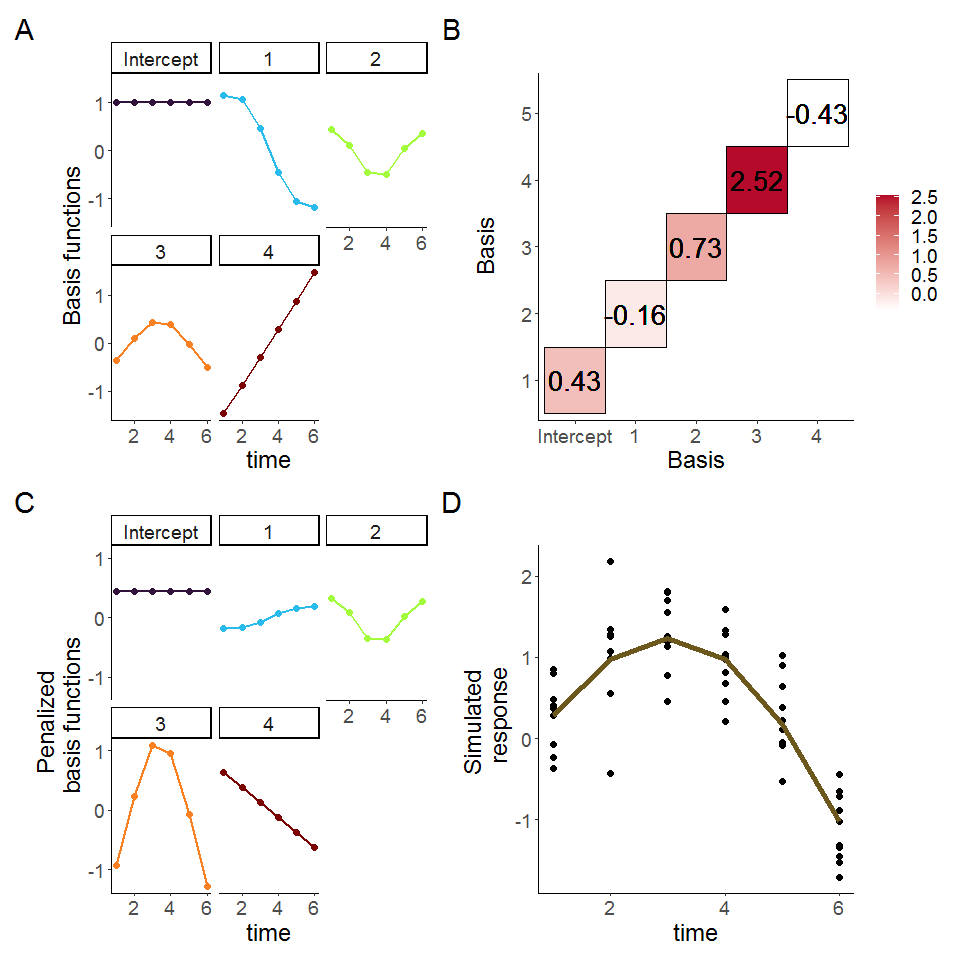 A
Intercept
1
2
1
0
-1
2 4 6
3
4
1
0
-1
2 4 6
2 4 6
time
Basis functions
B
5
4
3
2
1
-0.43
2.52
0.73
-0.16
0.43
Intercept 1 2 3 4
Basis
Basis
2.5
2.0
1.5
1.0
0.5
0.0
C
Intercept
1
2
1
0
-1
2 4 6
3
4
1
0
-1
2 4 6
2 4 6
time
Penalized
basis functions
D
2
1
0
-1
2 4 6
time
Simulated
response